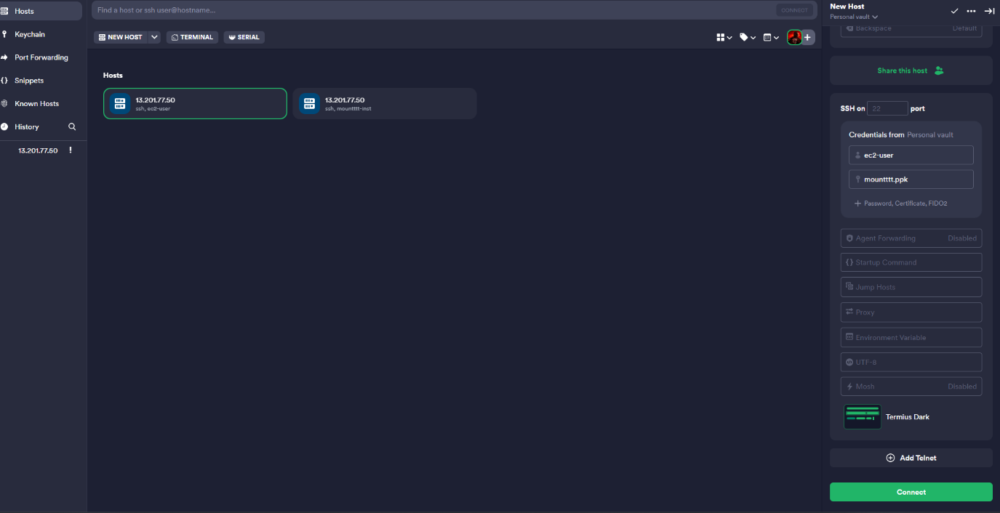 Hosts
Keychain
Port Forwarding
Snippets
Known Hosts
History
13.201.77.50 !
Find a host or ssh user@hostname...
CONNECT
NEW HOST
TERMINAL
SERIAL
Hosts
13.201.77.50
ssh, ec2-user
13.201.77.50
ssh, mountttt-inst
New Host
Personal vault
Backspace Default
Share this host
SSH on 22 port
Credentials from Personal vault
ec2-user
mountttt.ppk
+ Password, Certificate, FIDO2
Agent Forwarding Disabled
{} Startup Command
Jump Hosts
Proxy
Environment Variable
UTF-8
Mosh Disabled
Termius Dark
Add Telnet
Connect